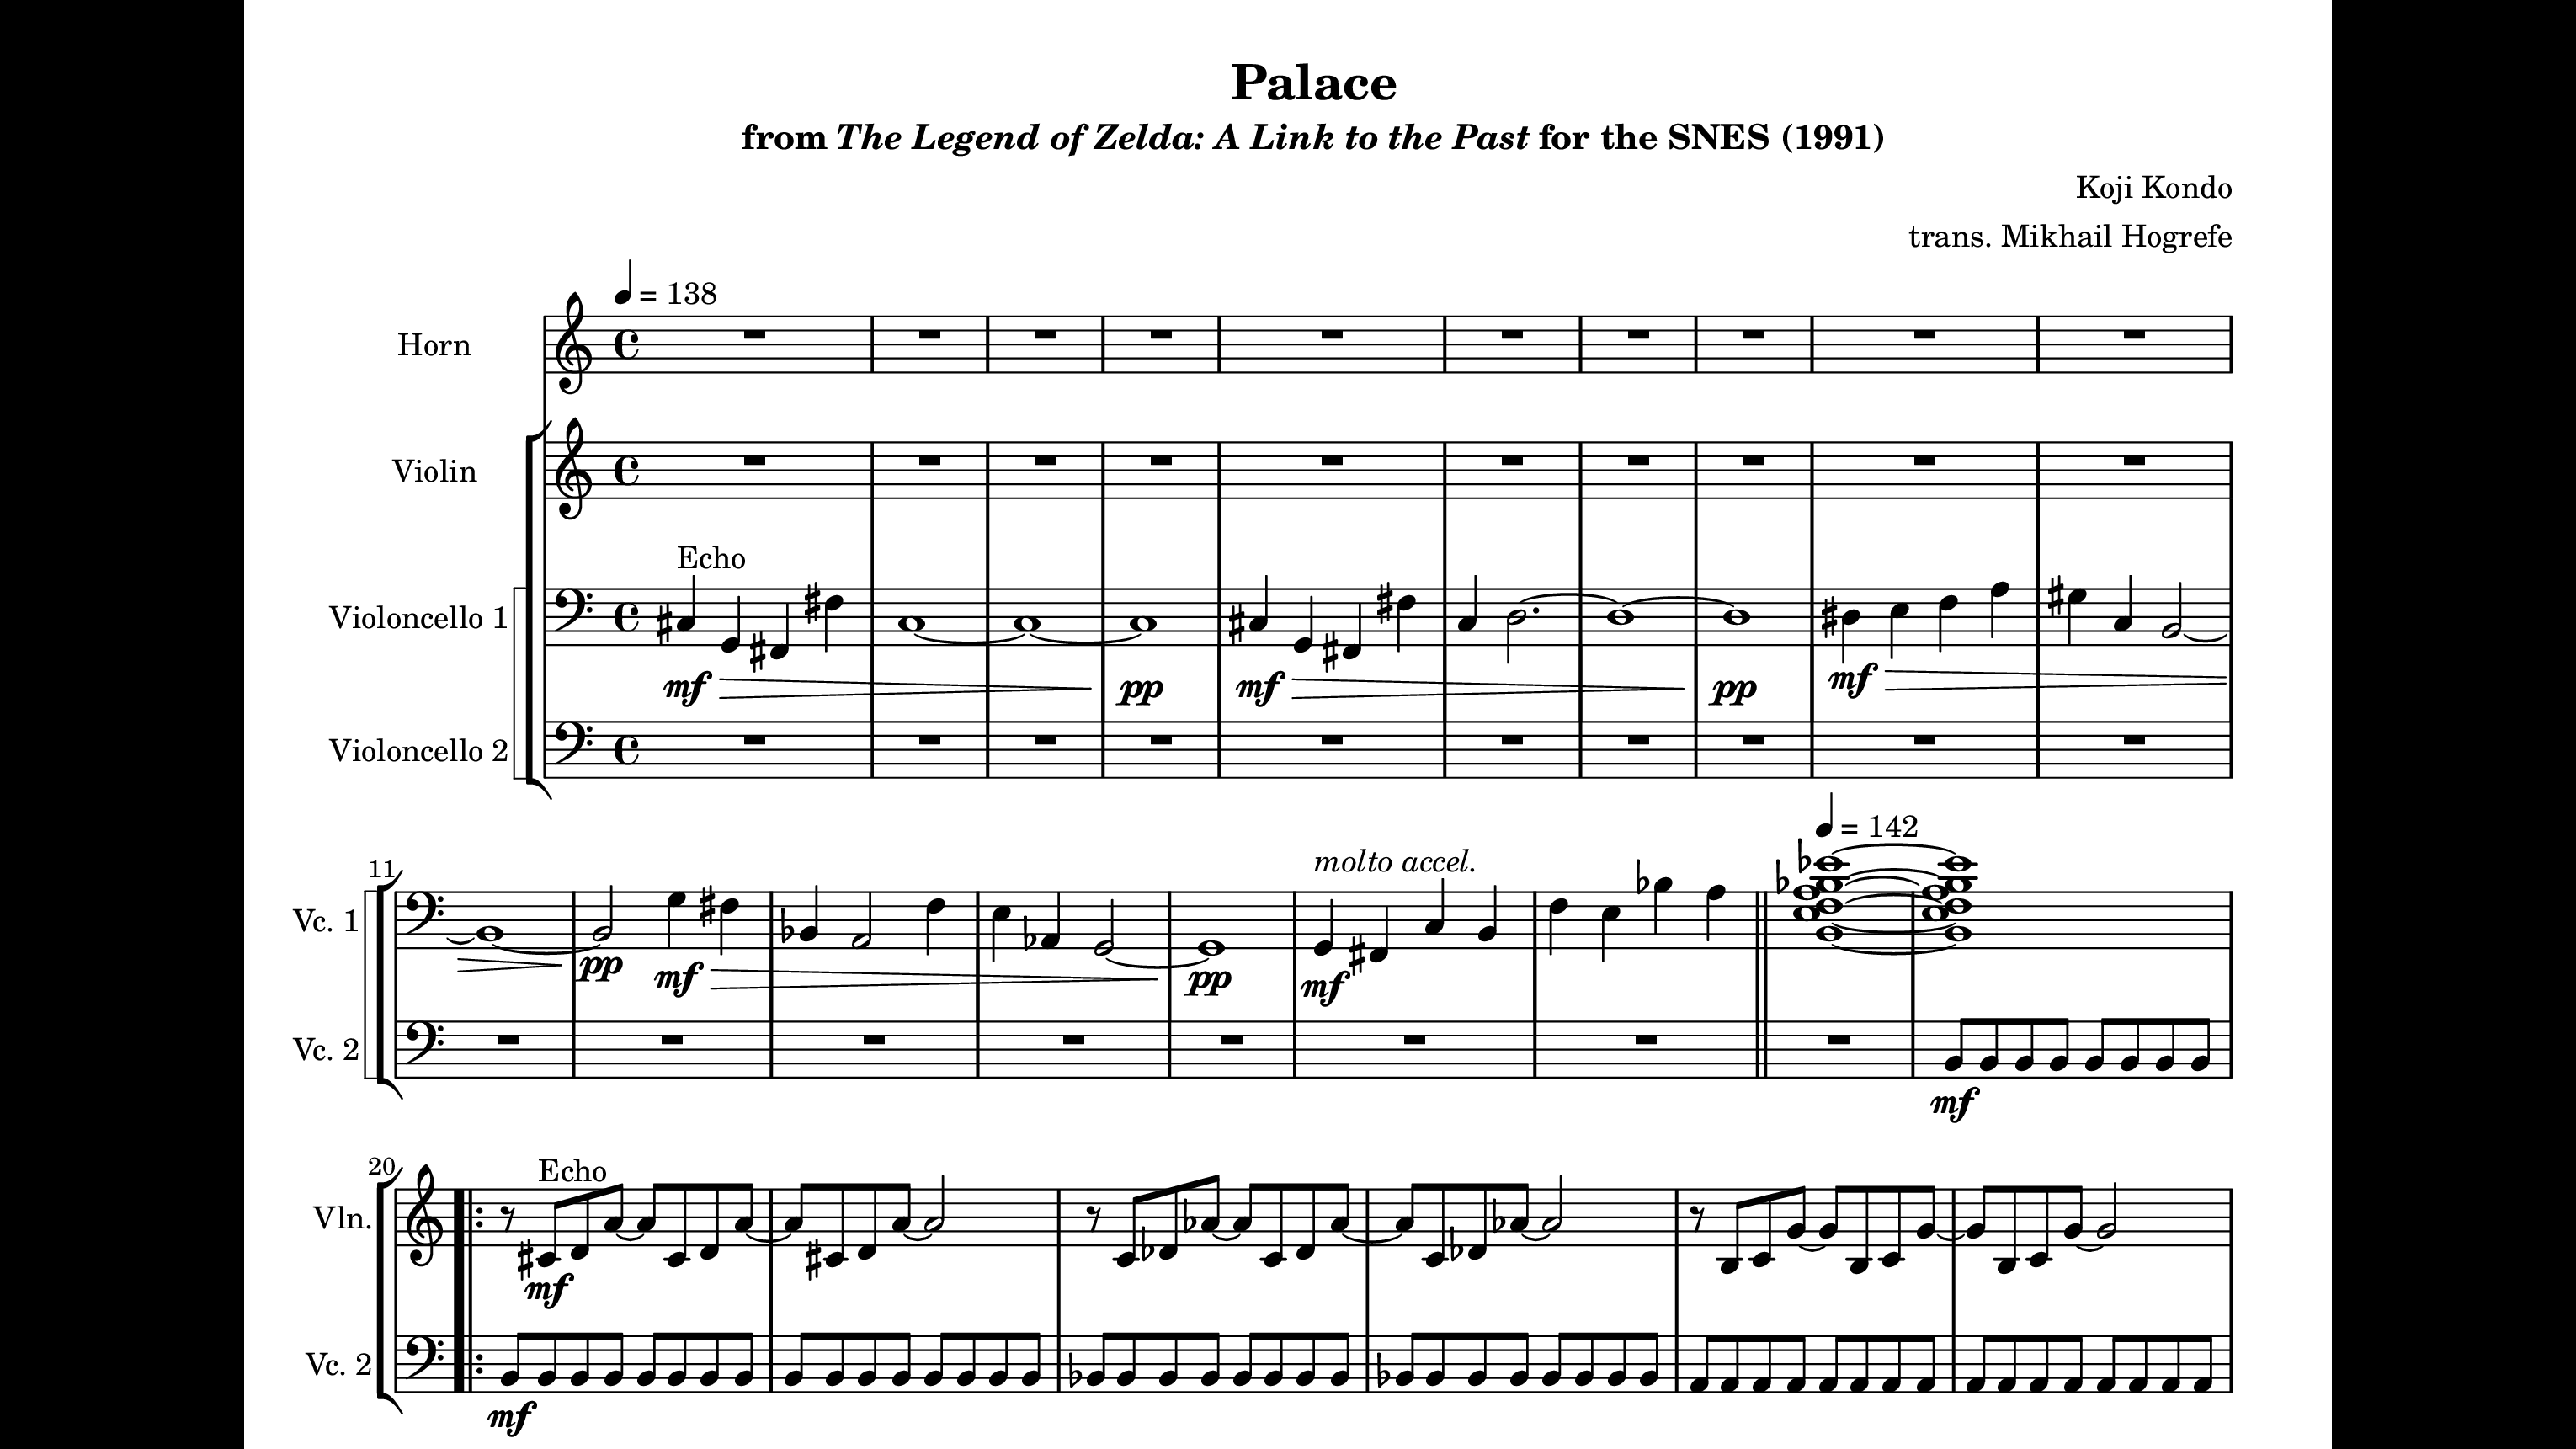 Palace
from The Legend of Zelda: A Link to the Past for the SNES (1991)
Koji Kondo
trans. Mikhail Hogrefe
= 138
Horn
Violin
Echo
Violoncello 1
mf pp mf pp mf
Violoncello 2
= 142
11 molto accel.
Vc. 1
pp mf pp mf
Vc. 2
mf
20 Echo
Vln.
mf
Vc. 2
mf